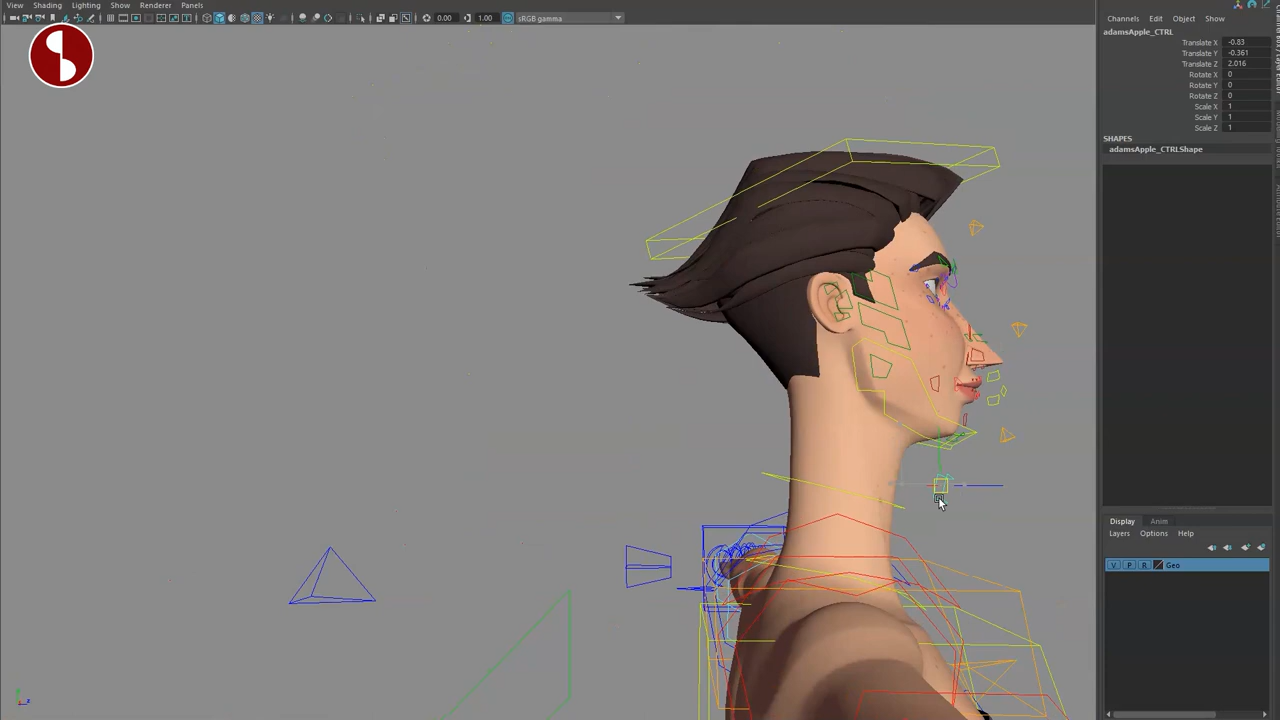 View Shading Lighting Show Renderer Panels
0.00 1.00 sRGB gamma
Channels Edit Object Show
adamsApple_CTRL
Translate X -0.83
Translate Y -0.361
Translate Z 2.016
Rotate X 0
Rotate Y 0
Rotate Z 0
Scale X 1
Scale Y 1
Scale Z 1
SHAPES
adamsApple_CTRLShape
Display Anim
Layers Options Help
V P R Geo